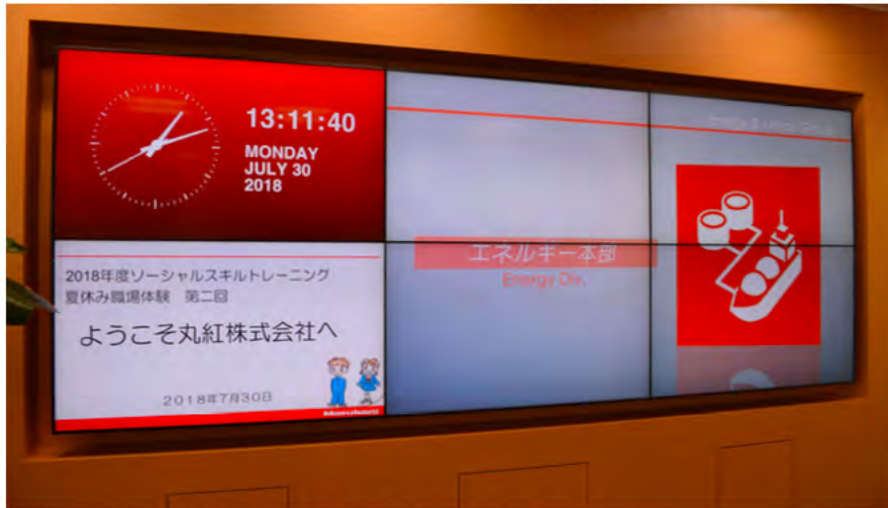 13:11:40
MONDAY
JULY 30
2018
2018年度ソーシャルスキルトレーニング
夏休み職場体験　第二回
ようこそ丸紅株式会社へ
2018年7月30日
エネルギー本部
Energy Div.